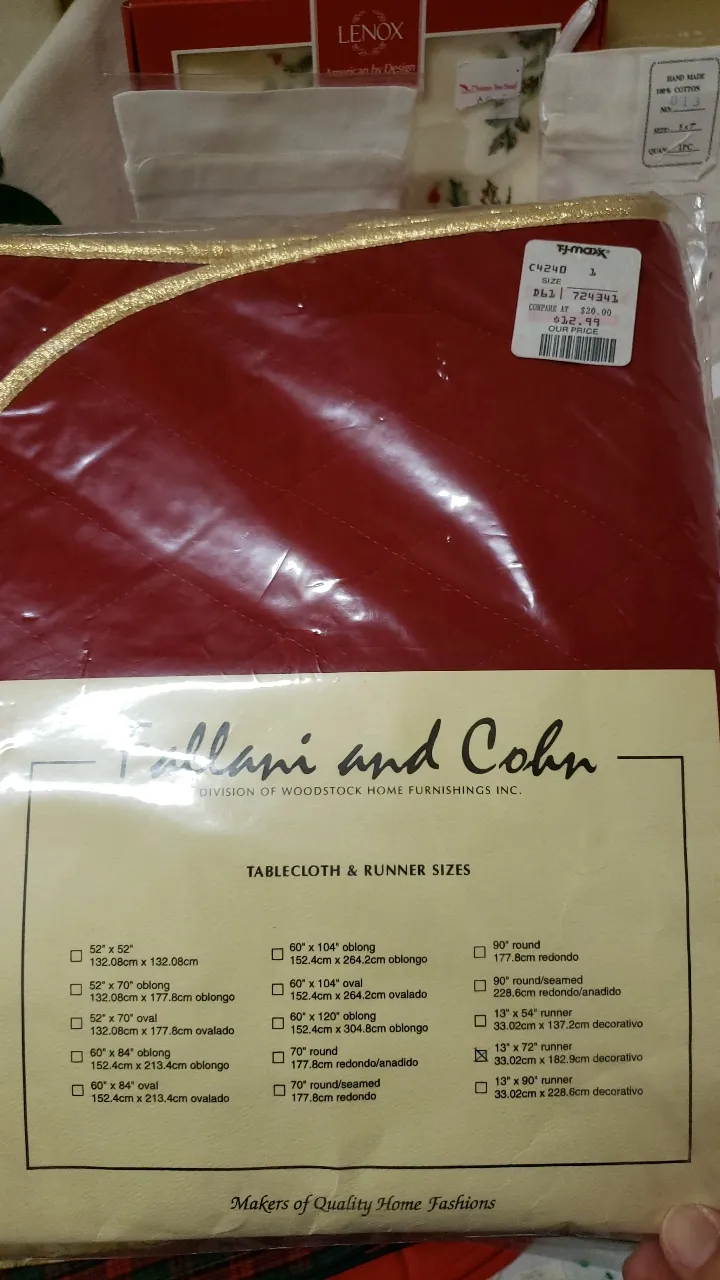 LENOX
American by Design
HAND MADE
100% COTTON
NO. 013
SIZE: 5x7"
QUAN. 1PC
TJ·maxx
C4240 1
SIZE
D61 724341
COMPARE AT $20.00
$12.99
OUR PRICE
Fallani and Cohn
DIVISION OF WOODSTOCK HOME FURNISHINGS INC.
TABLECLOTH & RUNNER SIZES
52" x 52"
132.08cm x 132.08cm
52" x 70" oblong
132.08cm x 177.8cm oblongo
52" x 70" oval
132.08cm x 177.8cm ovalado
60" x 84" oblong
152.4cm x 213.4cm oblongo
60" x 84" oval
152.4cm x 213.4cm ovalado
60" x 104" oblong
152.4cm x 264.2cm oblongo
60" x 104" oval
152.4cm x 264.2cm ovalado
60" x 120" oblong
152.4cm x 304.8cm oblongo
70" round
177.8cm redondo/anadido
70" round/seamed
177.8cm redondo
90" round
177.8cm redondo
90" round/seamed
228.6cm redondo/anadido
13" x 54" runner
33.02cm x 137.2cm decorativo
13" x 72" runner
33.02cm x 182.9cm decorativo
13" x 90" runner
33.02cm x 228.6cm decorativo
Makers of Quality Home Fashions